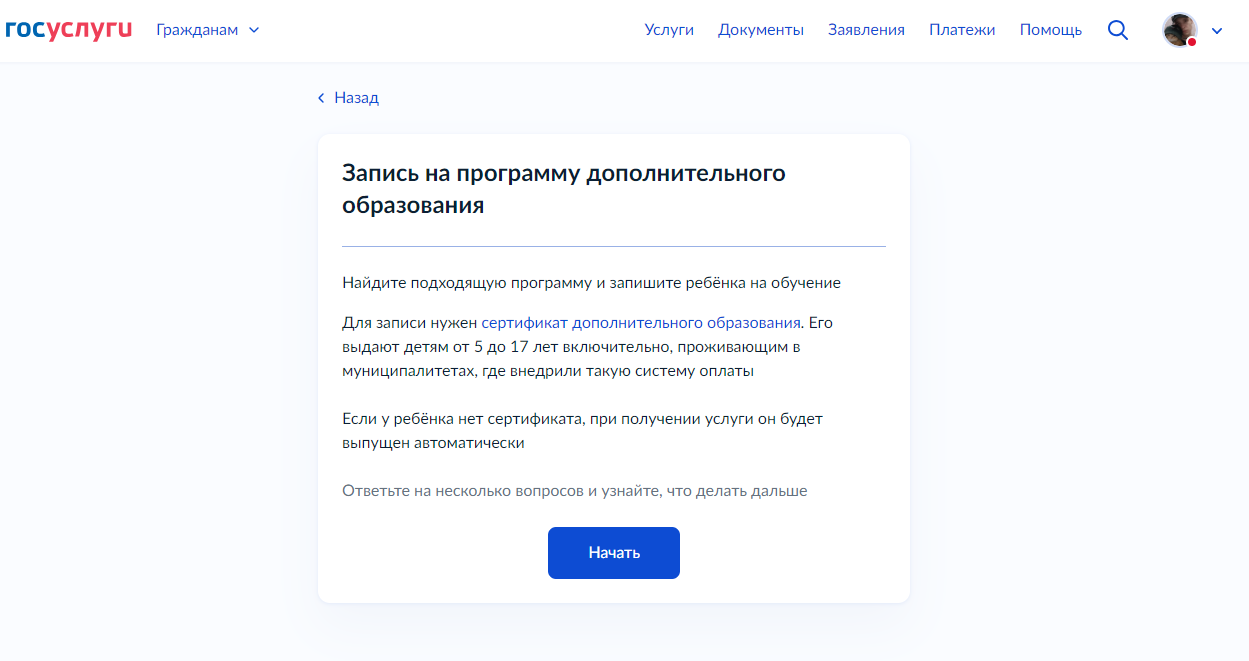 госуслуги Гражданам Услуги Документы Заявления Платежи Помощь
Назад
Запись на программу дополнительного
образования
Найдите подходящую программу и запишите ребёнка на обучение
Для записи нужен сертификат дополнительного образования. Его
выдают детям от 5 до 17 лет включительно, проживающим в
муниципалитетах, где внедрили такую систему оплаты
Если у ребёнка нет сертификата, при получении услуги он будет
выпущен автоматически
Ответьте на несколько вопросов и узнайте, что делать дальше
Начать